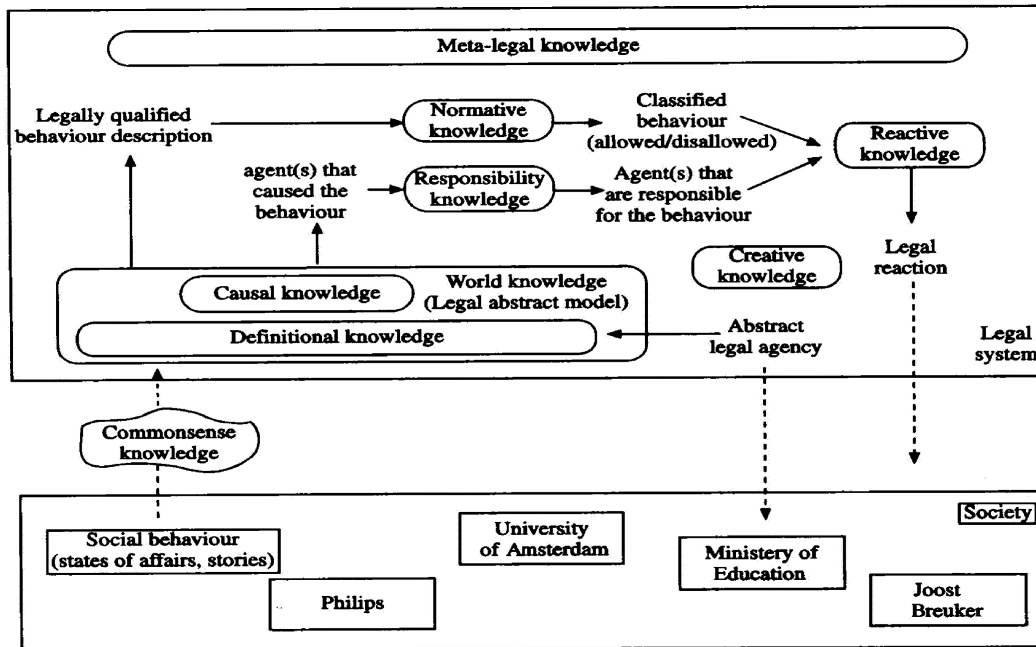 Meta-legal knowledge
Legally qualified
behaviour description
Normative
knowledge
Classified
behaviour
(allowed/disallowed)
Reactive
knowledge
agent(s) that
caused the
behaviour
Responsibility
knowledge
Agent(s) that
are responsible
for the behaviour
Creative
knowledge
Legal
reaction
Causal knowledge
World knowledge
(Legal abstract model)
Definitional knowledge
Abstract
legal agency
Legal
system
Commonsense
knowledge
Society
Social behaviour
(states of affairs, stories)
University
of Amsterdam
Ministery of
Education
Philips
Joost
Breuker